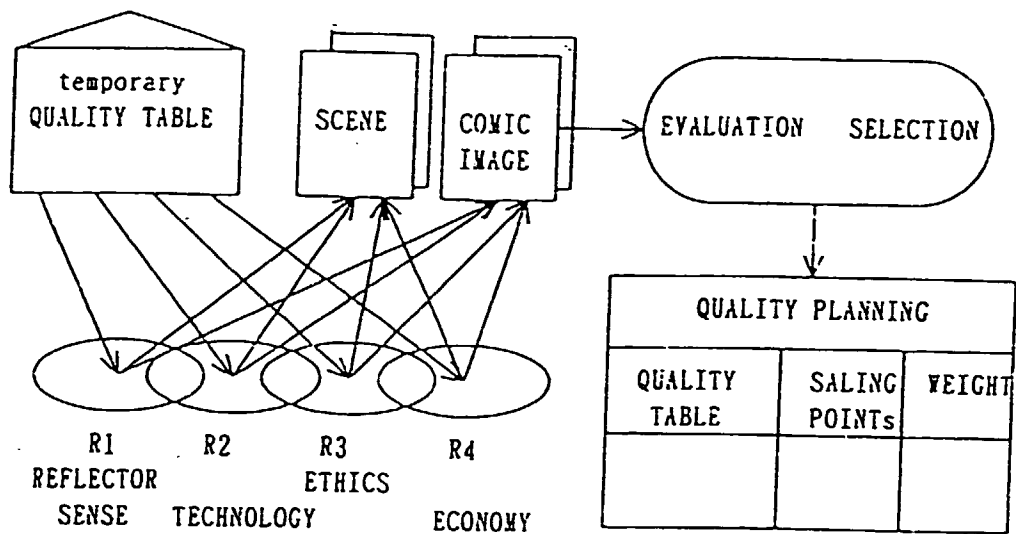 temporary
QUALITY TABLE
SCENE
COMIC
IMAGE
EVALUATION SELECTION
QUALITY PLANNING
QUALITY
TABLE
SALING
POINTs
WEIGHT
R1 R2 R3 R4
REFLECTOR ETHICS
SENSE TECHNOLOGY ECONOMY